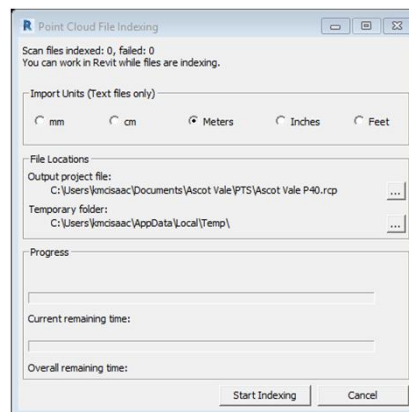 R Point Cloud File Indexing
Scan files indexed: 0, failed: 0
You can work in Revit while files are indexing.
Import Units (Text files only)
mm cm Meters Inches Feet
File Locations
Output project file:
C:\Users\kmcisaac\Documents\Ascot Vale\PTS\Ascot Vale P40.rcp
...
Temporary folder:
C:\Users\kmcisaac\AppData\Local\Temp\
...
Progress
Current remaining time:
Overall remaining time:
Start Indexing Cancel